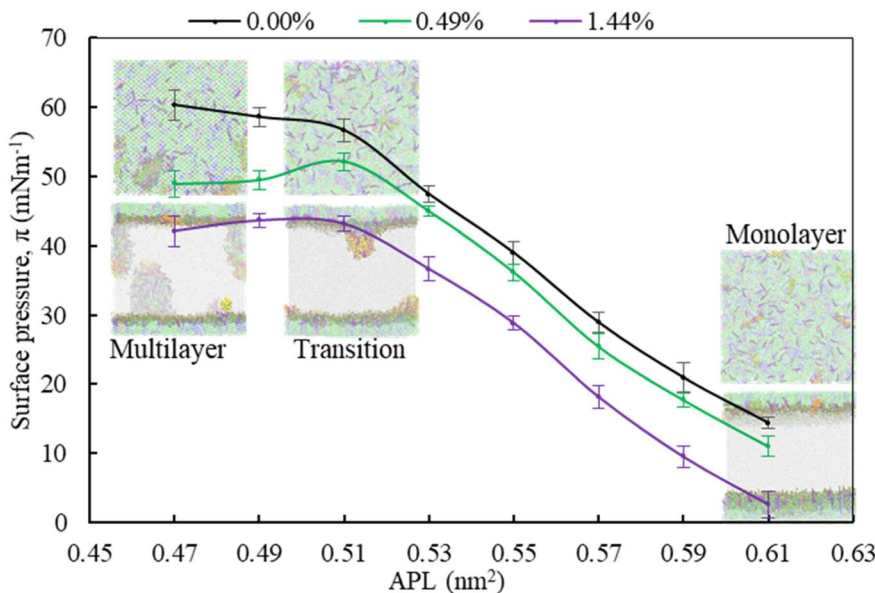 0.00% 0.49% 1.44%
70
60
50
40
30
20
10
0
Surface pressure, π (mNm⁻¹)
Multilayer
Transition
Monolayer
0.45 0.47 0.49 0.51 0.53 0.55 0.57 0.59 0.61 0.63
APL (nm²)